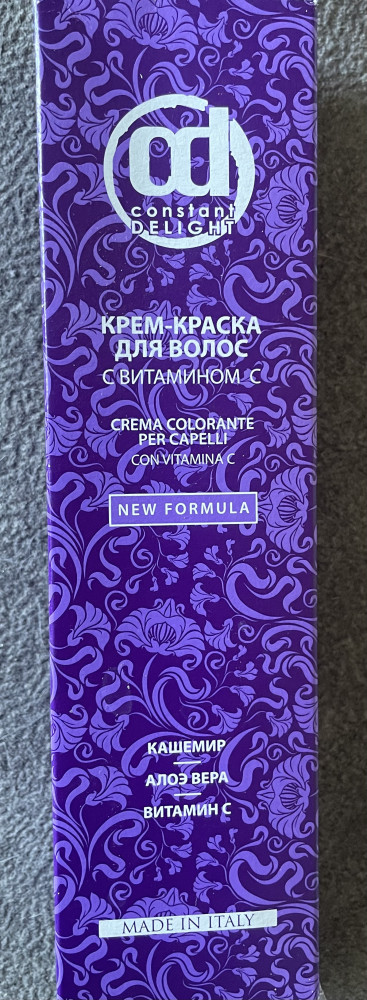 cd
constant
DELIGHT
КРЕМ-КРАСКА
ДЛЯ ВОЛОС
С ВИТАМИНОМ С
CREMA COLORANTE
PER CAPELLI
CON VITAMINA C
NEW FORMULA
КАШЕМИР
АЛОЭ ВЕРА
ВИТАМИН С
MADE IN ITALY